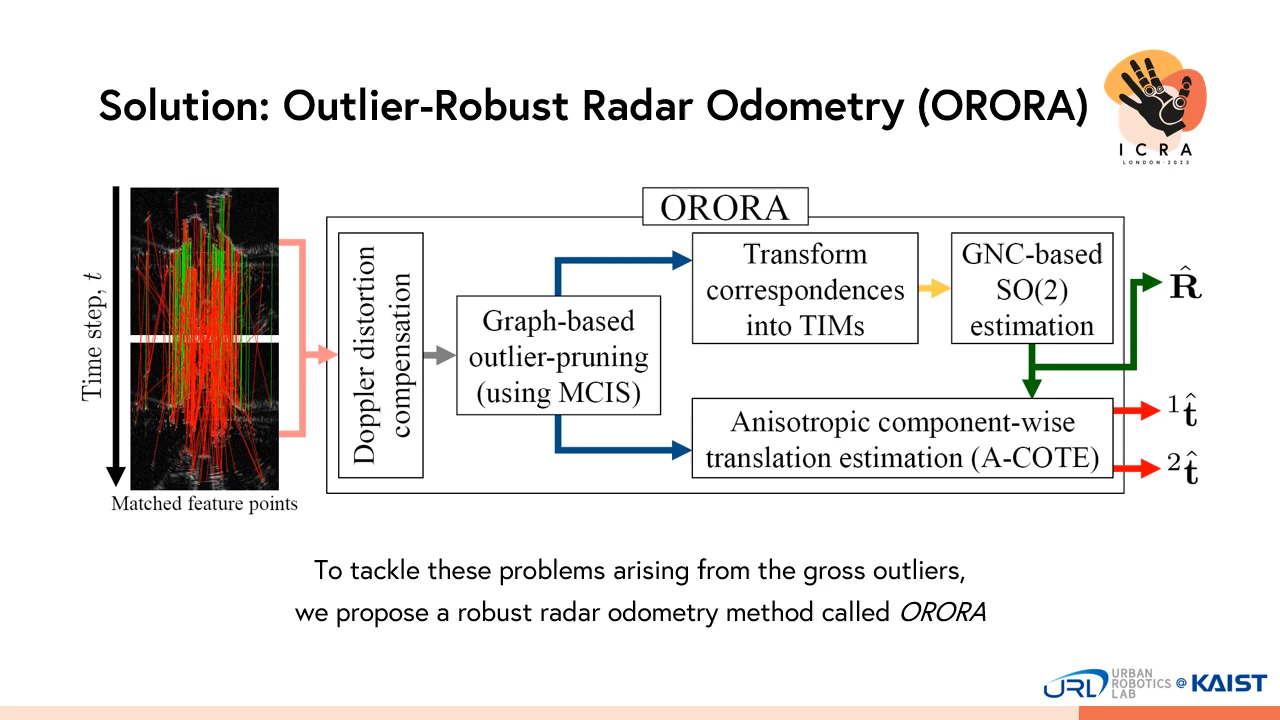 Solution: Outlier-Robust Radar Odometry (ORORA)
ICRA
LONDON·2023
Time step, t
Matched feature points
ORORA
Doppler distortion
compensation
Graph-based
outlier-pruning
(using MCIS)
Transform
correspondences
into TIMs
GNC-based
SO(2)
estimation
Anisotropic component-wise
translation estimation (A-COTE)
R̂
¹t̂
²t̂
To tackle these problems arising from the gross outliers,
we propose a robust radar odometry method called ORORA
URL URBAN
ROBOTICS @ KAIST
LAB